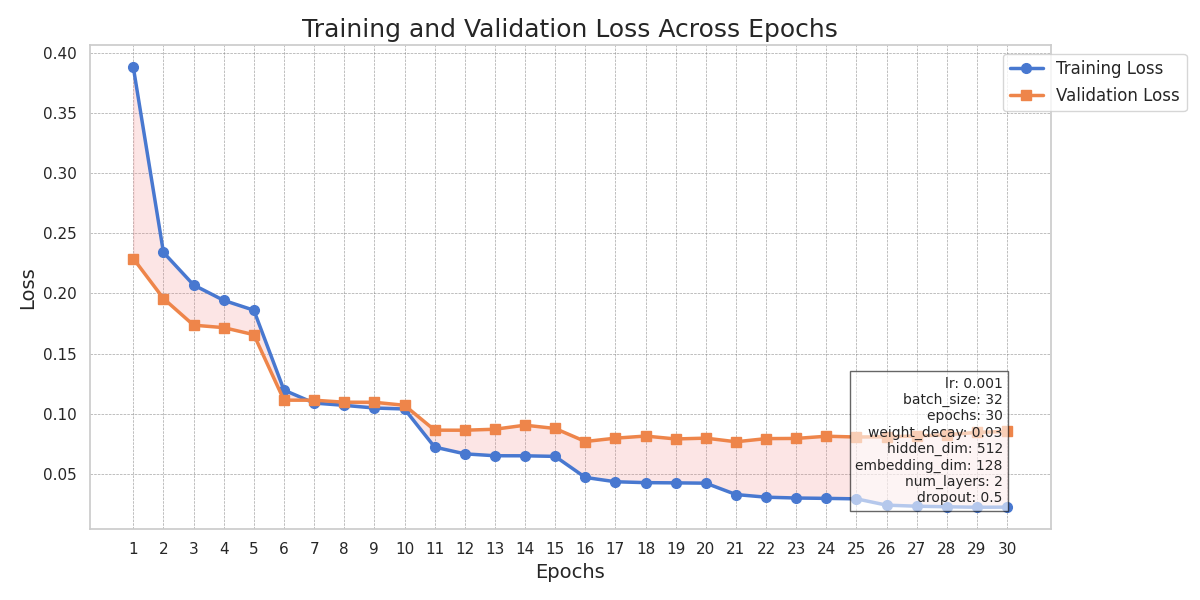 Training and Validation Loss Across Epochs
Training Loss
Validation Loss
Loss
0.40
0.35
0.30
0.25
0.20
0.15
0.10
0.05
lr: 0.001
batch_size: 32
epochs: 30
weight_decay: 0.03
hidden_dim: 512
embedding_dim: 128
num_layers: 2
dropout: 0.5
1 2 3 4 5 6 7 8 9 10 11 12 13 14 15 16 17 18 19 20 21 22 23 24 25 26 27 28 29 30
Epochs